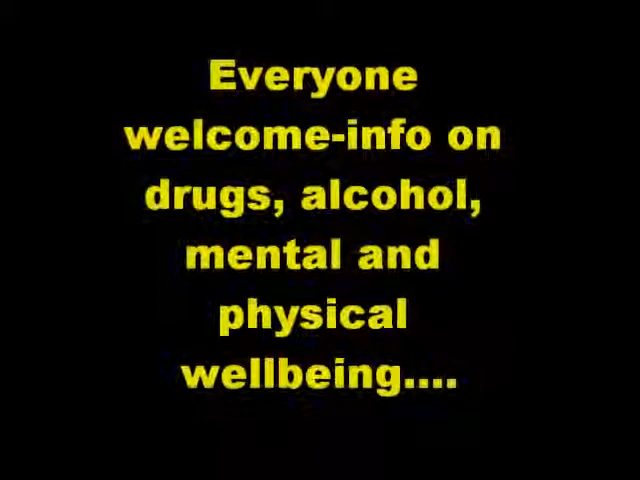 Everyone
welcome-info on
drugs, alcohol,
mental and
physical
wellbeing....